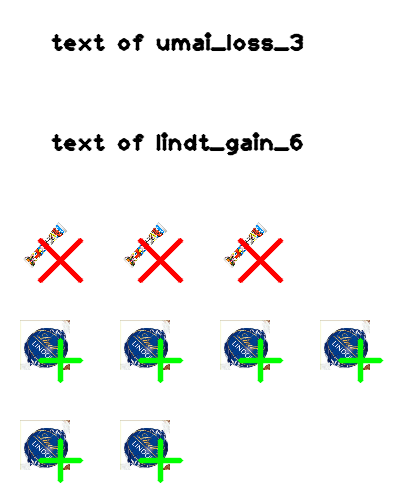 text of umai_loss_3
text of lindt_gain_6